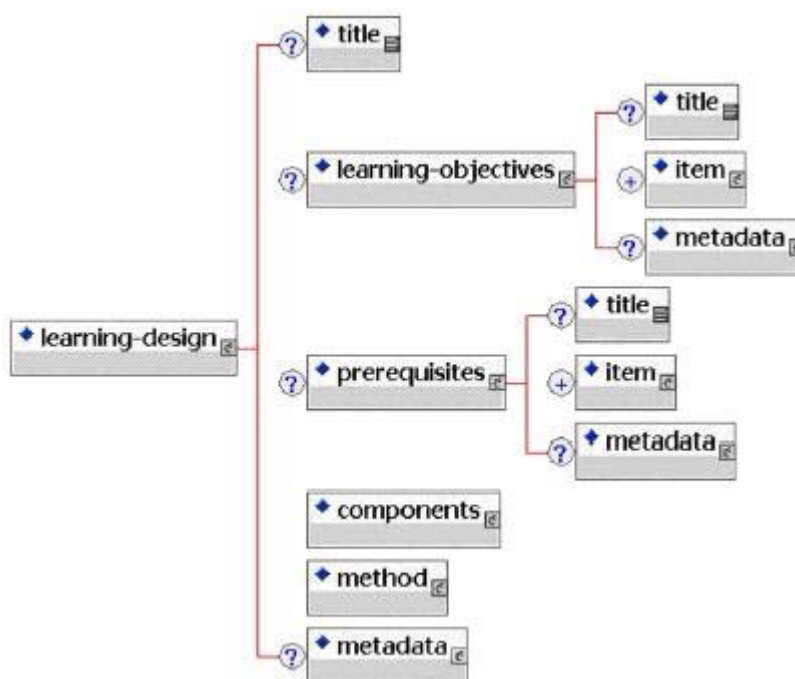 ? title
? learning-objectives
? title
+ item
? metadata
learning-design
? prerequisites
? title
+ item
? metadata
components
method
? metadata